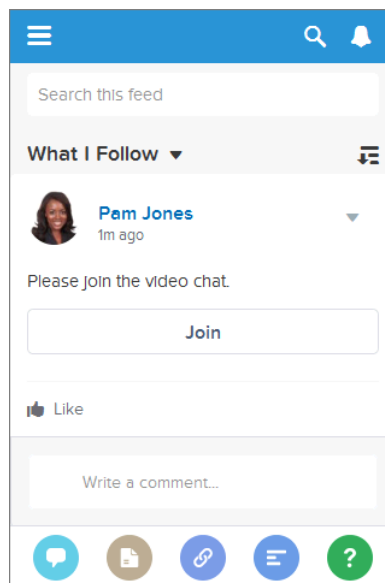 Search this feed
What I Follow
Pam Jones
1m ago
Please join the video chat.
Join
Like
Write a comment...
?